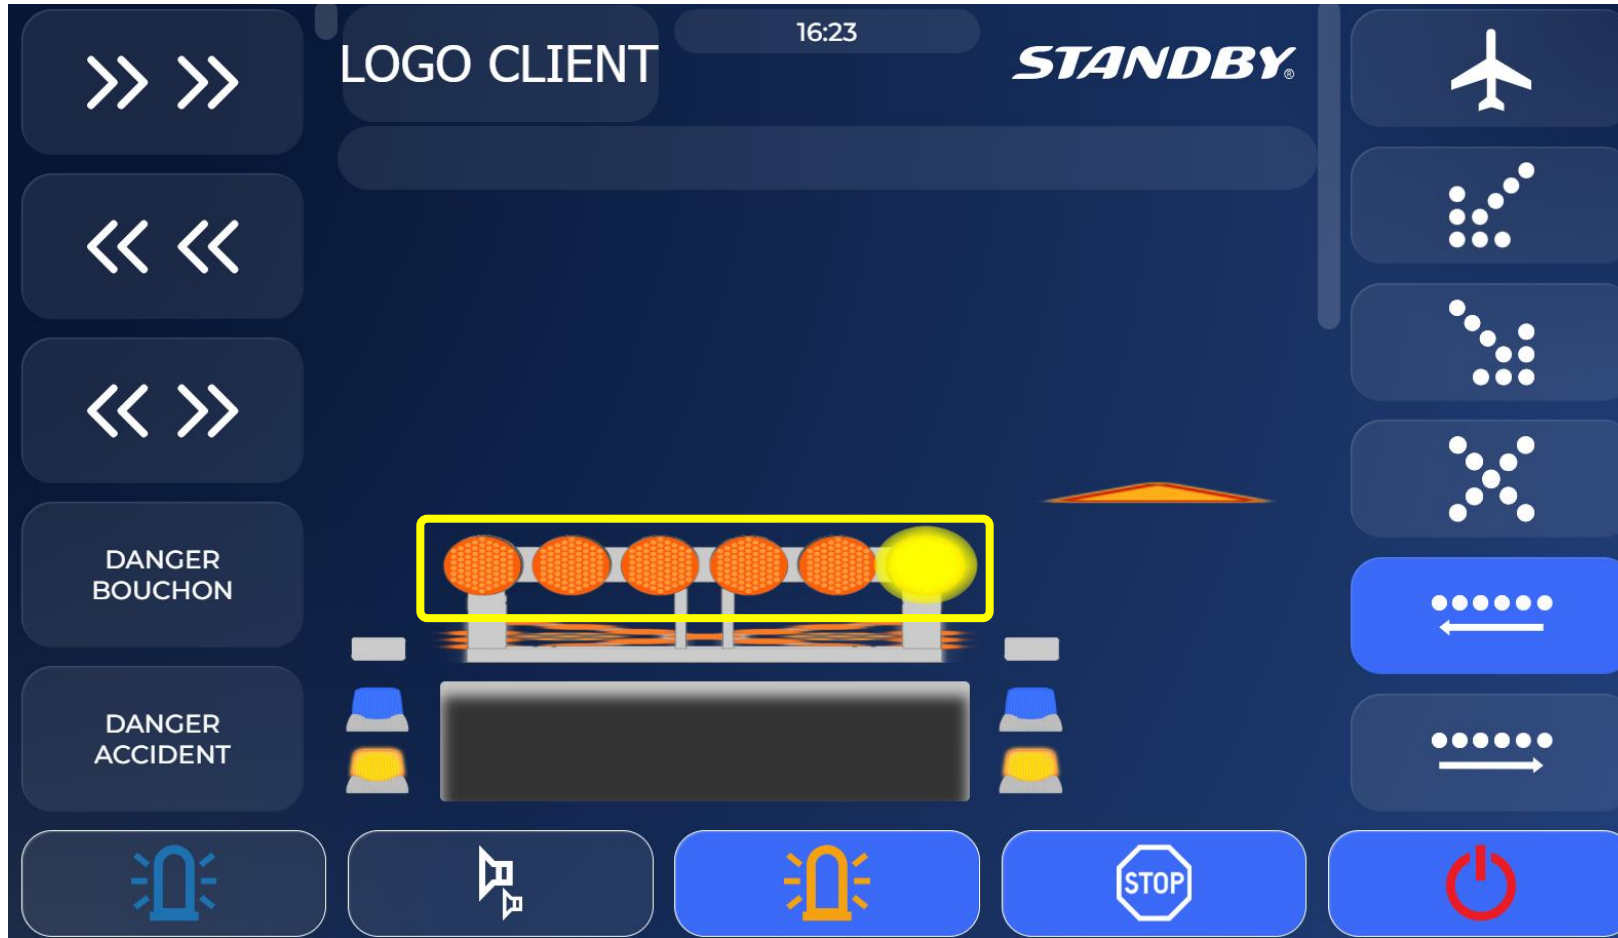 16:23
LOGO CLIENT
STANDBY®
DANGER
BOUCHON
DANGER
ACCIDENT
STOP